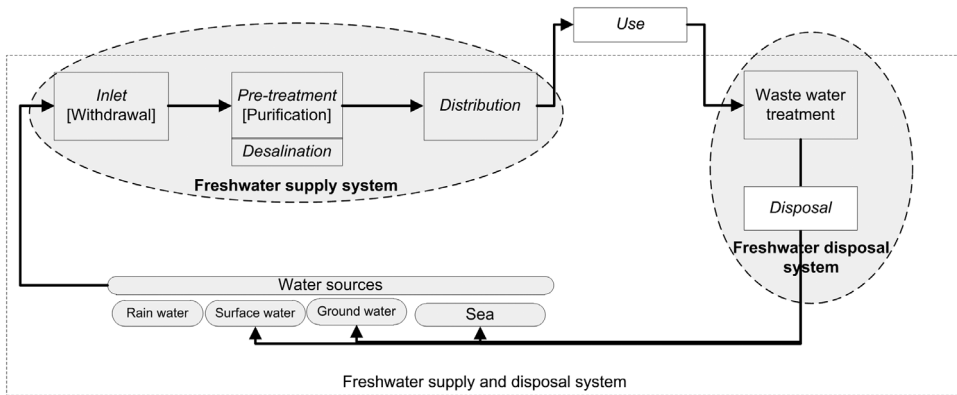 Use
Inlet
[Withdrawal]
Pre-treatment
[Purification]
Desalination
Distribution
Freshwater supply system
Waste water
treatment
Disposal
Freshwater disposal
system
Water sources
Rain water
Surface water
Ground water
Sea
Freshwater supply and disposal system